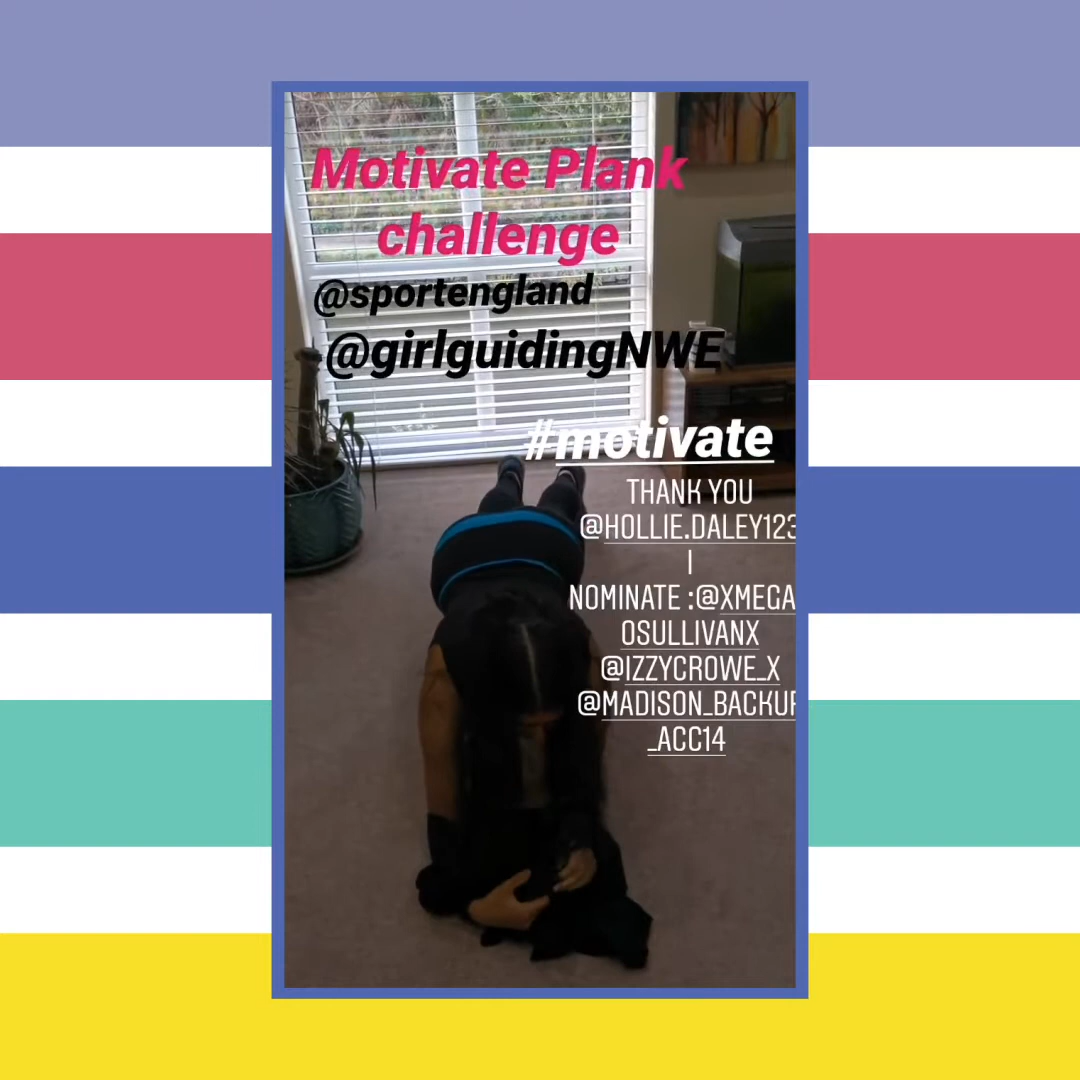 Motivate Plank
challenge
@sportengland
@girlguidingNWE
#motivate
THANK YOU
@HOLLIE.DALEY123
I
NOMINATE :@XMEGA
OSULLIVANX
@IZZYCROWE_X
@MADISON_BACKUP
_ACC14